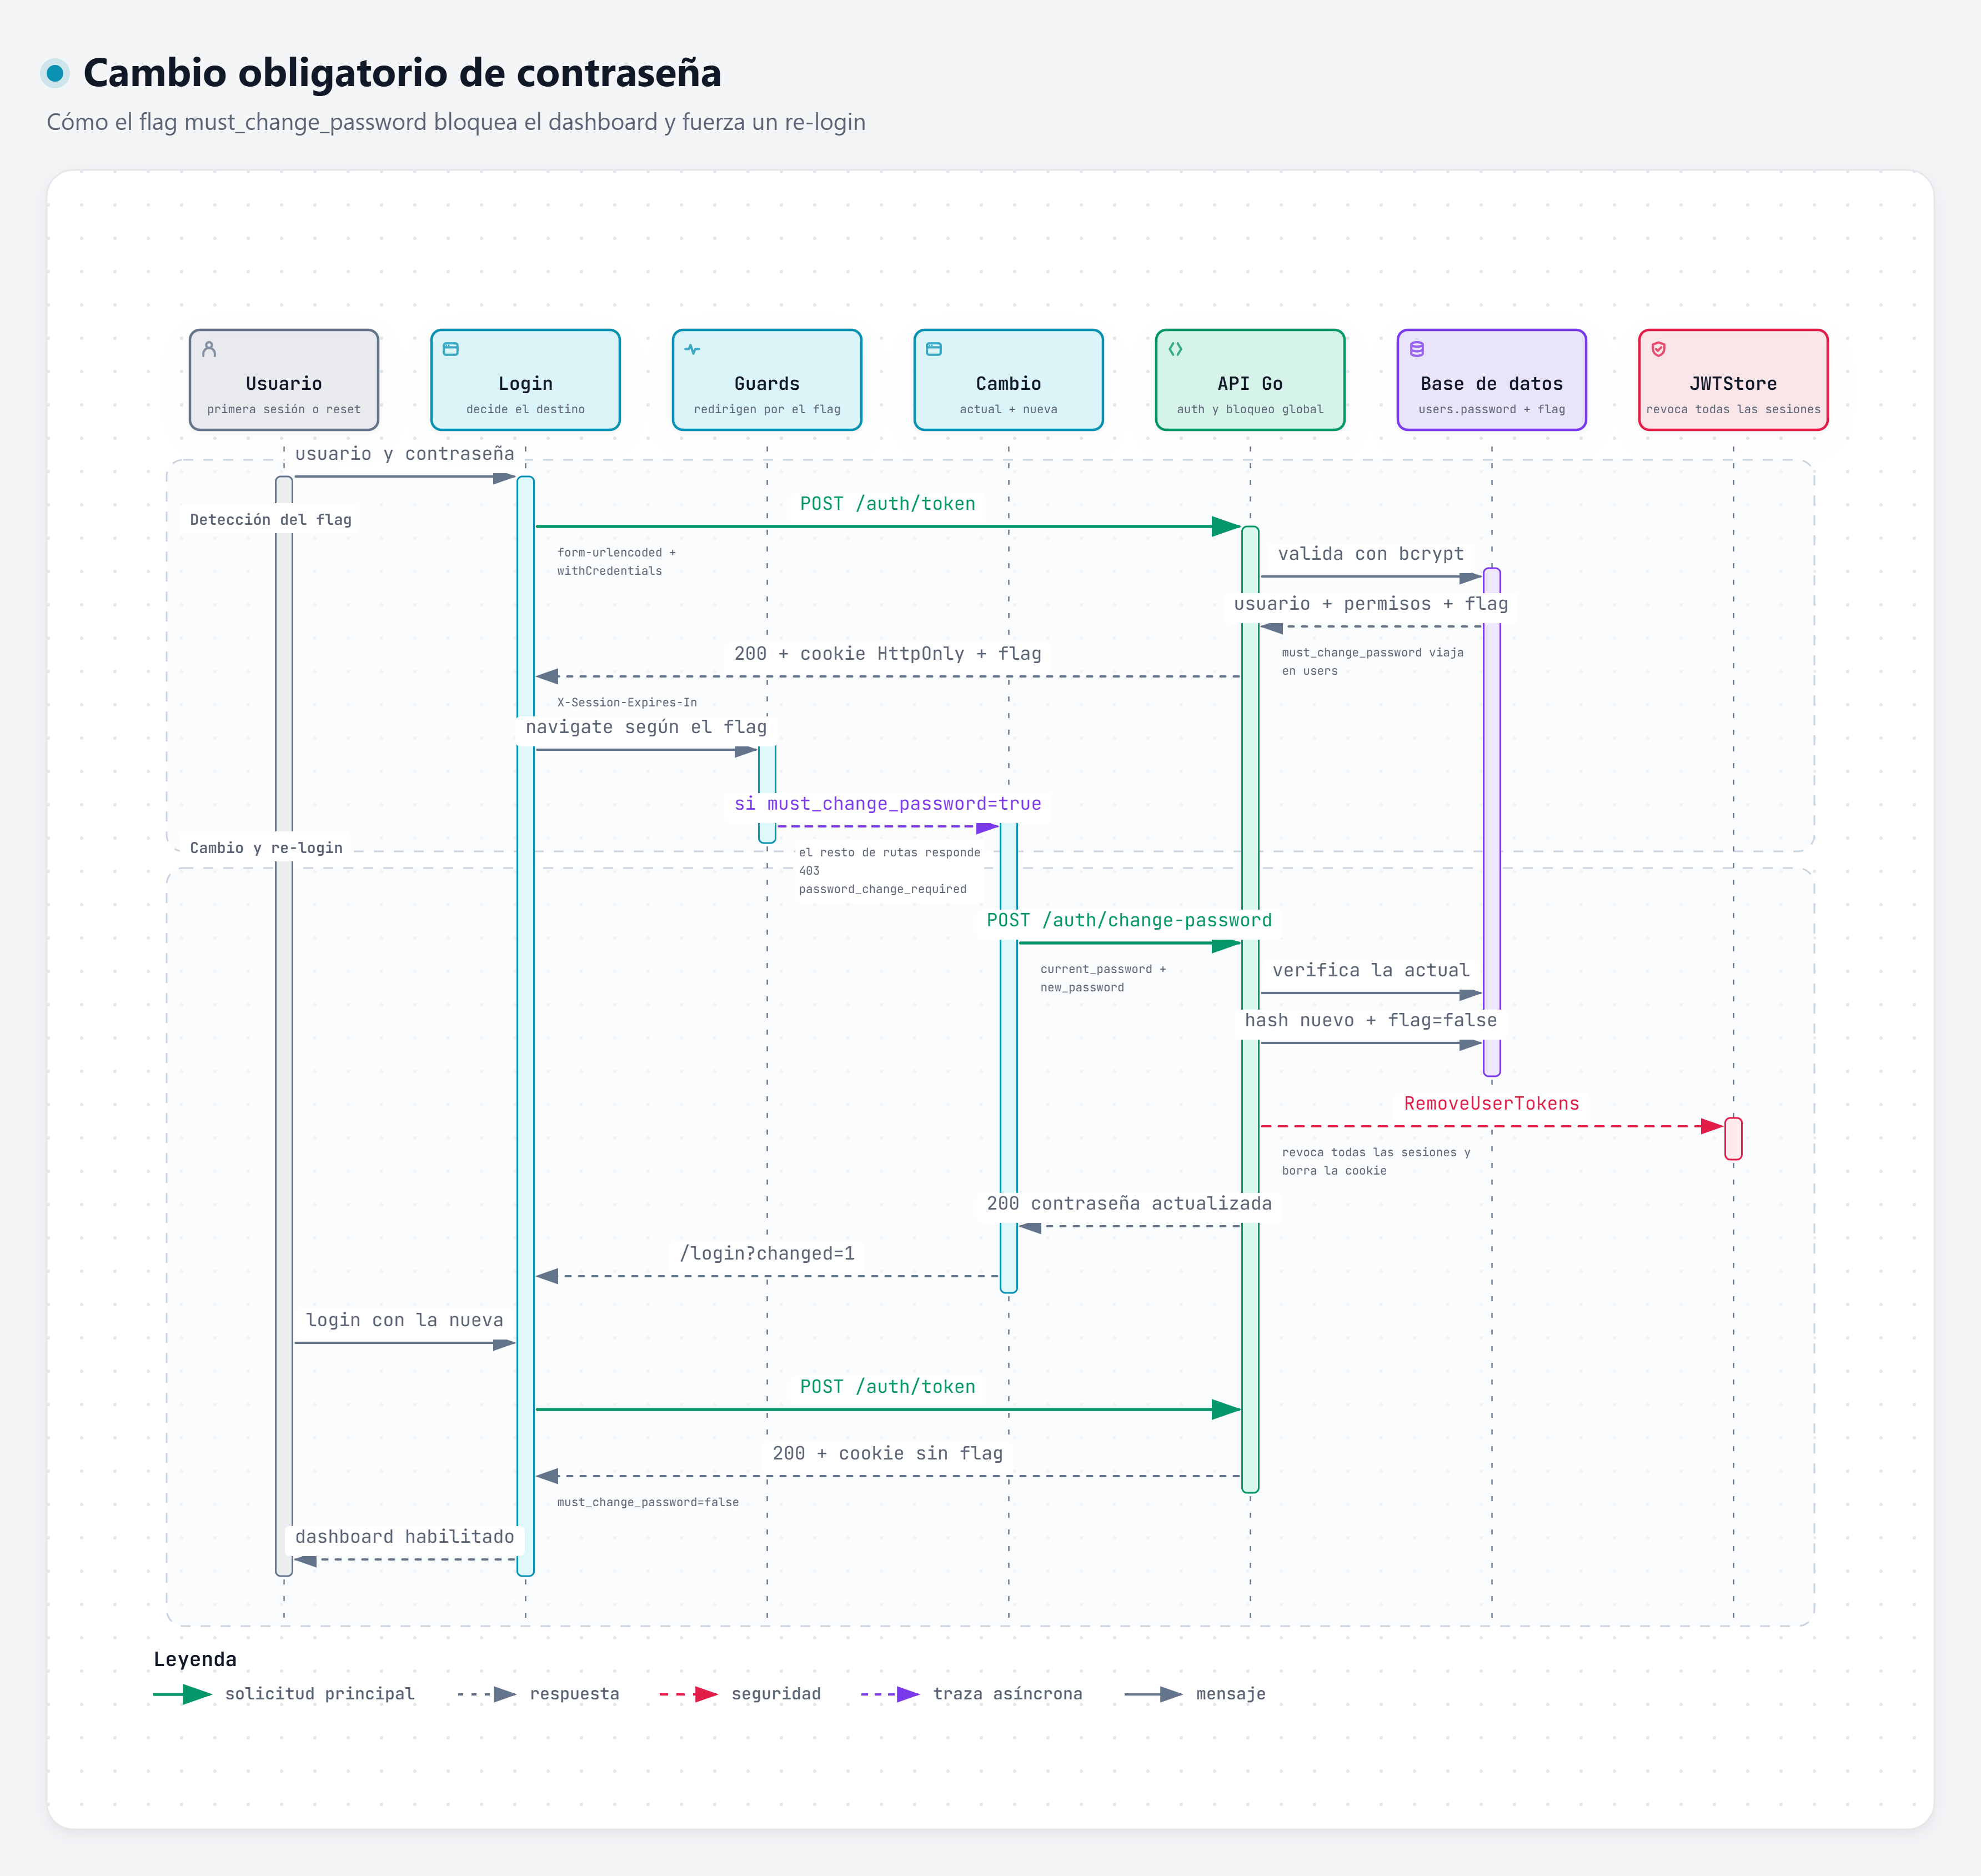 Cambio obligatorio de contraseña
Cómo el flag must_change_password bloquea el dashboard y fuerza un re-login
Usuario
primera sesión o reset
Login
decide el destino
Guards
redirigen por el flag
Cambio
actual + nueva
API Go
auth y bloqueo global
Base de datos
users.password + flag
JWTStore
revoca todas las sesiones
usuario y contraseña
Detección del flag
POST /auth/token
form-urlencoded +
withCredentials
valida con bcrypt
usuario + permisos + flag
must_change_password viaja
en users
200 + cookie HttpOnly + flag
X-Session-Expires-In
navigate según el flag
si must_change_password=true
el resto de rutas responde
403
password_change_required
Cambio y re-login
POST /auth/change-password
current_password +
new_password
verifica la actual
hash nuevo + flag=false
RemoveUserTokens
revoca todas las sesiones y
borra la cookie
200 contraseña actualizada
/login?changed=1
login con la nueva
POST /auth/token
200 + cookie sin flag
must_change_password=false
dashboard habilitado
Leyenda
solicitud principal
respuesta
seguridad
traza asíncrona
mensaje